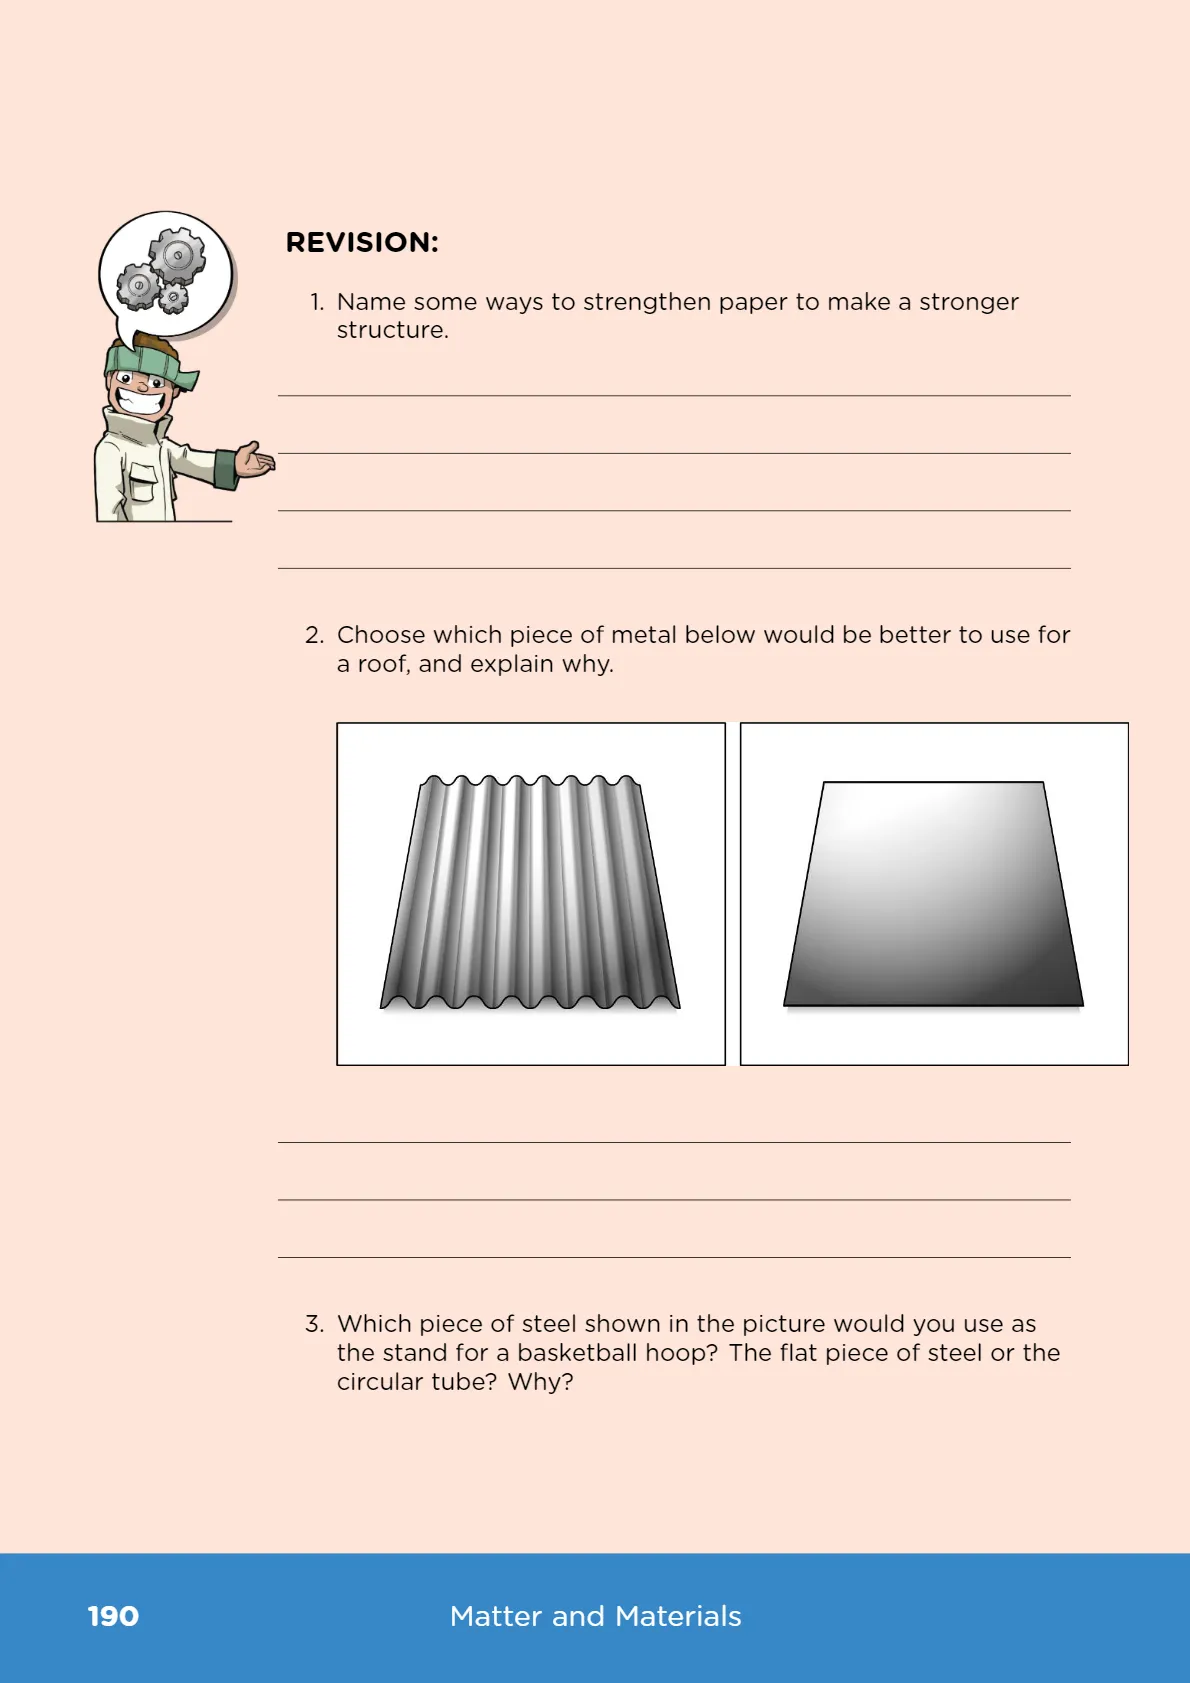 REVISION:
1. Name some ways to strengthen paper to make a stronger
structure.
2. Choose which piece of metal below would be better to use for
a roof, and explain why.
3. Which piece of steel shown in the picture would you use as
the stand for a basketball hoop? The flat piece of steel or the
circular tube? Why?
190
Matter and Materials